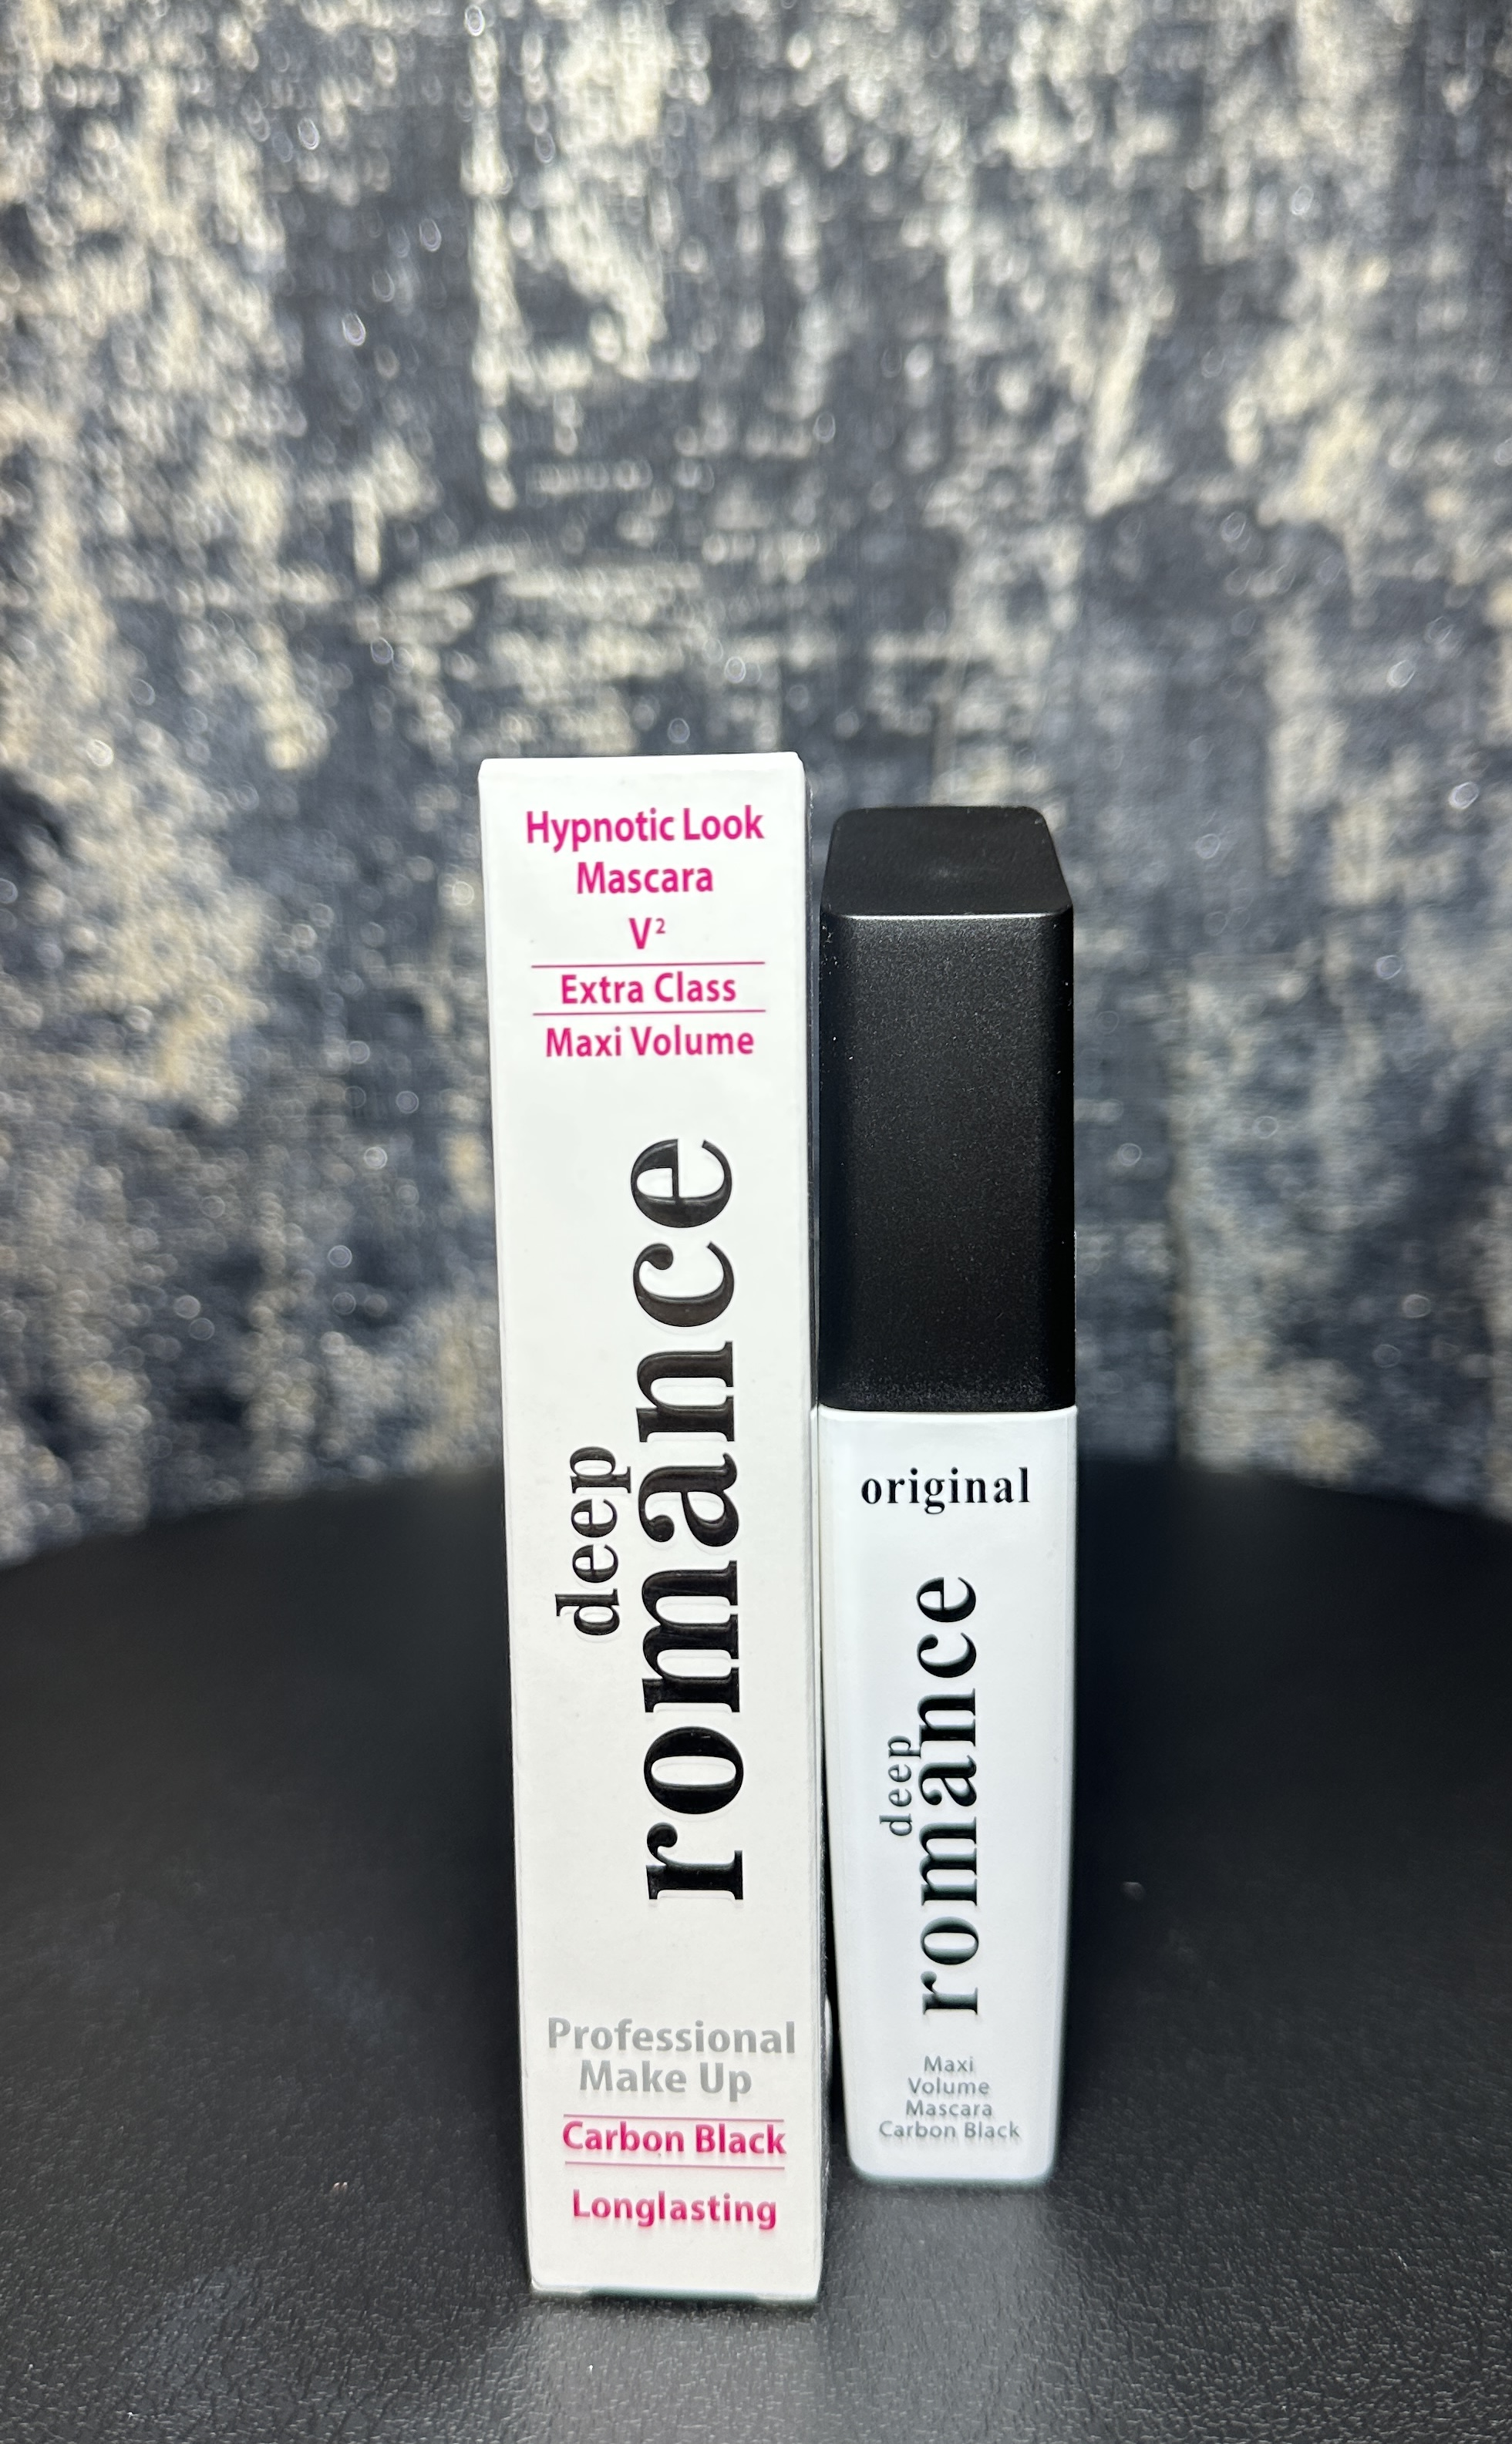 Hypnotic Look
Mascara
V²
Extra Class
Maxi Volume
deep
romance
Professional
Make Up
Carbon Black
Longlasting
original
deep
romance
Maxi
Volume
Mascara
Carbon Black